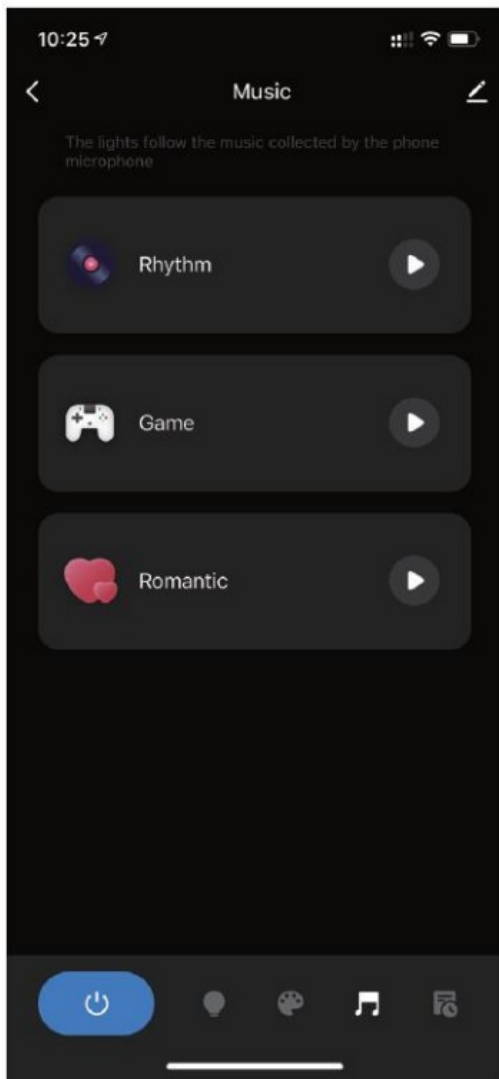 10:25
Music
The lights follow the music collected by the phone
microphone
Rhythm
Game
Romantic